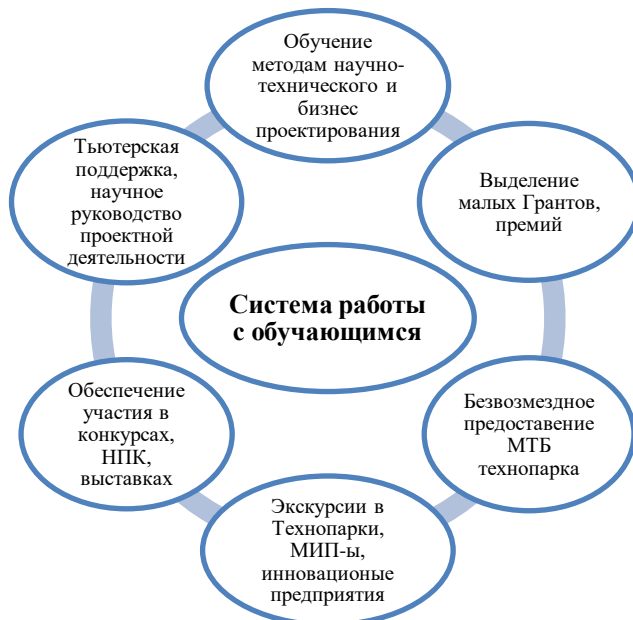 Обучение
методам научно-
технического и
бизнес
проектирования
Выделение
малых Грантов,
премий
Безвозмездное
предоставение
МТБ
технопарка
Экскурсии в
Технопарки,
МИП-ы,
инновационые
предприятия
Обеспечение
участия в
конкурсах,
НПК,
выставках
Тьютерская
поддержка,
научное
руководство
проектной
деятельности
Система работы
с обучающимся